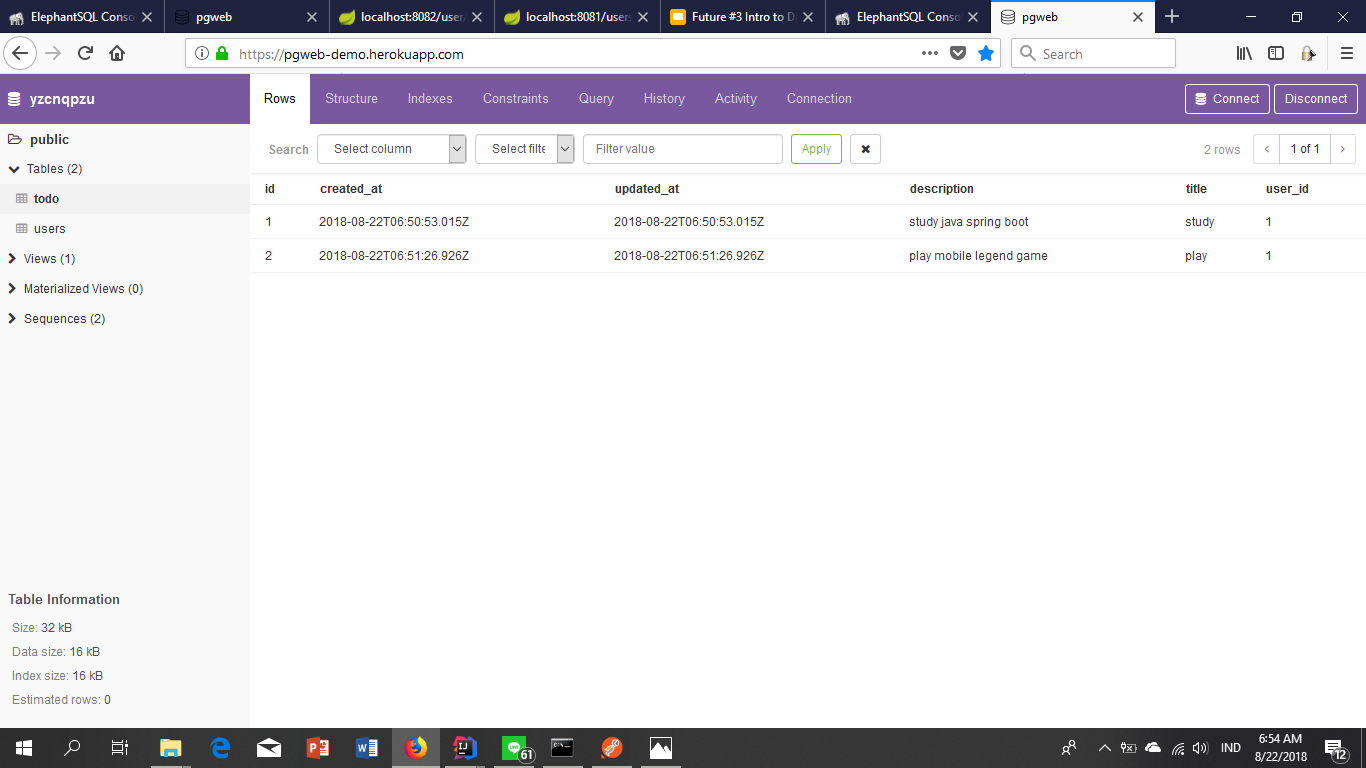 ElephantSQL Conso
pgweb
localhost:8082/user
localhost:8081/users
Future #3 Intro to D
ElephantSQL Conso
pgweb
https://pgweb-demo.herokuapp.com
Search
yzcnqpzu
Rows Structure Indexes Constraints Query History Activity Connection
Connect Disconnect
public
Tables (2)
todo
users
Views (1)
Materialized Views (0)
Sequences (2)
Search Select column Select filte Filter value Apply
2 rows 1 of 1
id created_at updated_at description title user_id
1 2018-08-22T06:50:53.015Z 2018-08-22T06:50:53.015Z study java spring boot study 1
2 2018-08-22T06:51:26.926Z 2018-08-22T06:51:26.926Z play mobile legend game play 1
Table Information
Size: 32 kB
Data size: 16 kB
Index size: 16 kB
Estimated rows: 0
61
IND
6:54 AM
8/22/2018
12